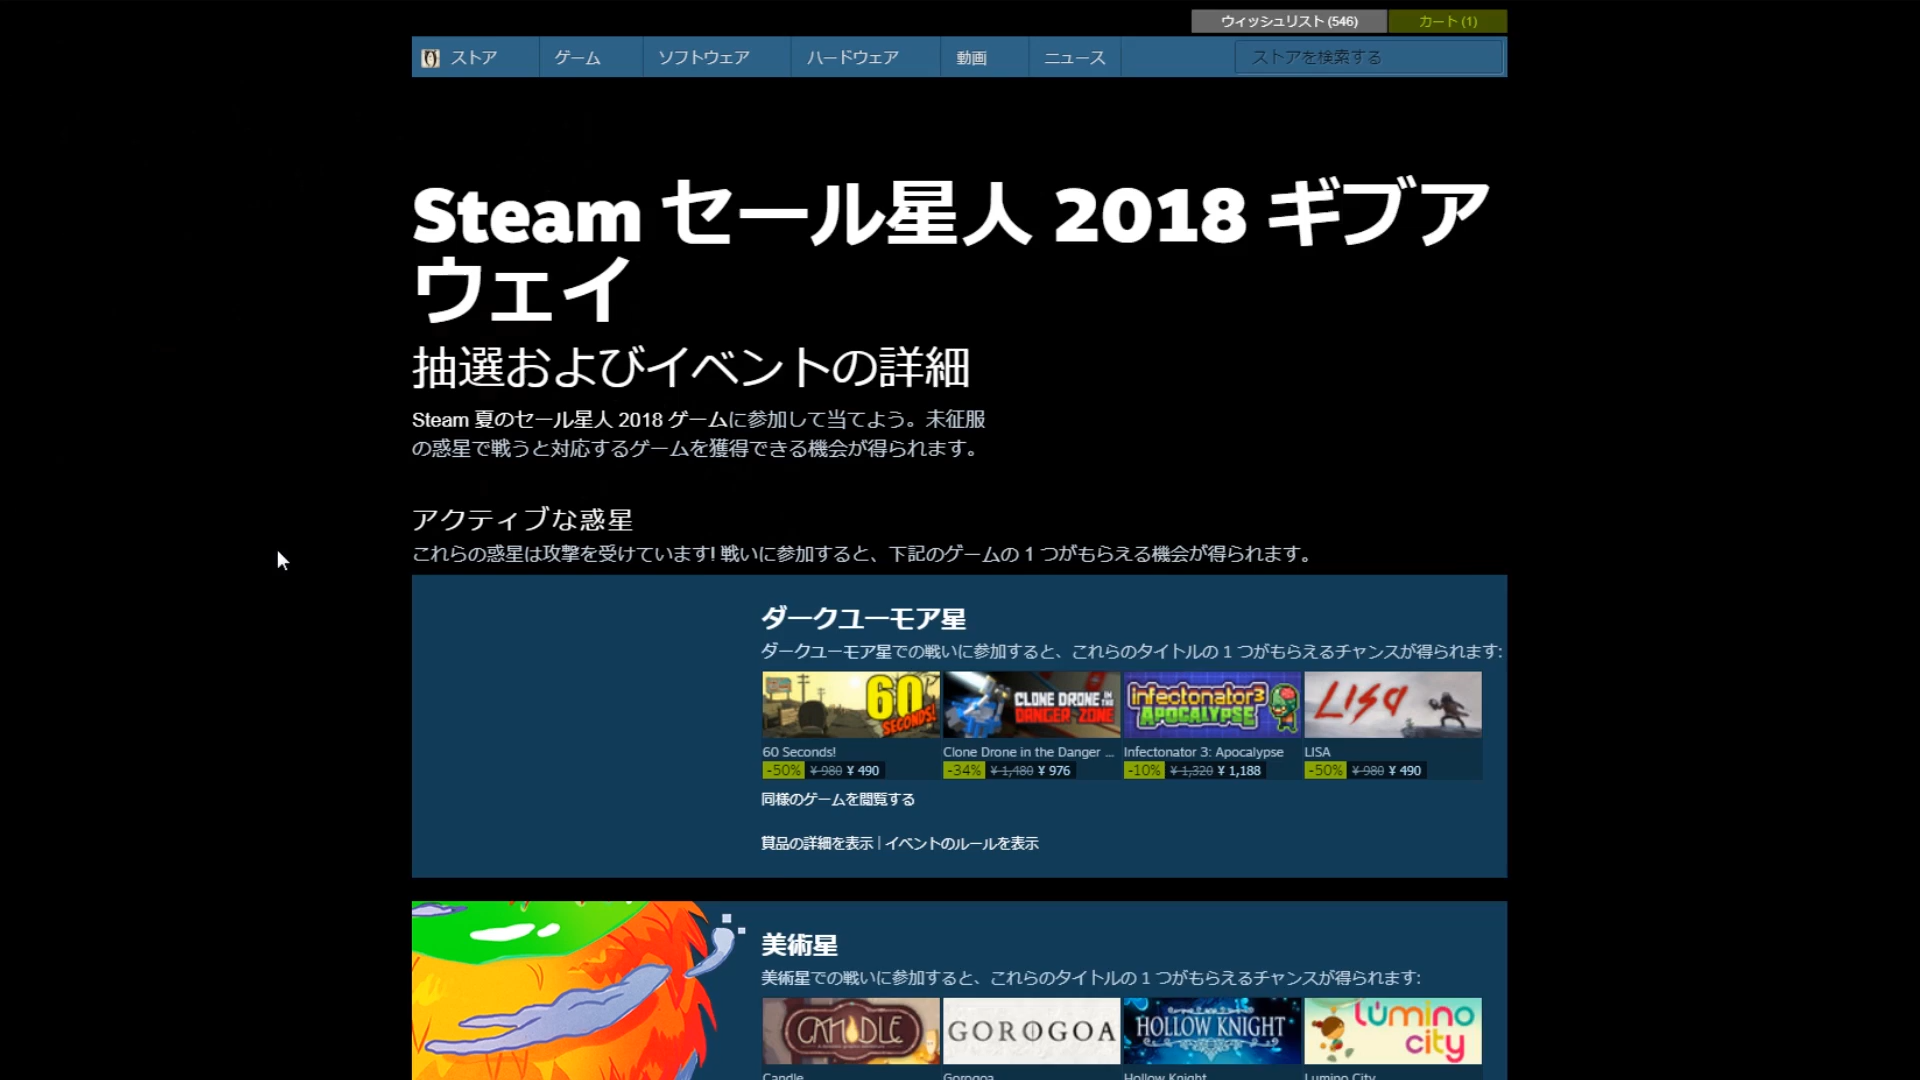 ウィッシュリスト (546) カート (1)
ストア ゲーム ソフトウェア ハードウェア 動画 ニュース ストアを検索する
Steam セール星人 2018 ギブア
ウェイ
抽選およびイベントの詳細
Steam 夏のセール星人 2018 ゲームに参加して当てよう。未征服
の惑星で戦うと対応するゲームを獲得できる機会が得られます。
アクティブな惑星
これらの惑星は攻撃を受けています! 戦いに参加すると、下記のゲームの 1 つがもらえる機会が得られます。
ダークユーモア星
ダークユーモア星での戦いに参加すると、これらのタイトルの 1 つがもらえるチャンスが得られます:
60 SECONDS! CLONE DRONE IN THE DANGER ZONE infectonator3 APOCALYPSE LISA
60 Seconds! Clone Drone in the Danger ... Infectonator 3: Apocalypse LISA
-50% ¥ 980 ¥ 490 -34% ¥ 1,480 ¥ 976 -10% ¥ 1,320 ¥ 1,188 -50% ¥ 980 ¥ 490
同様のゲームを閲覧する
賞品の詳細を表示 | イベントのルールを表示
美術星
美術星での戦いに参加すると、これらのタイトルの 1 つがもらえるチャンスが得られます:
CANDLE GOROGOA HOLLOW KNIGHT Lumino city
Candle Gorogoa Hollow Knight Lumino City